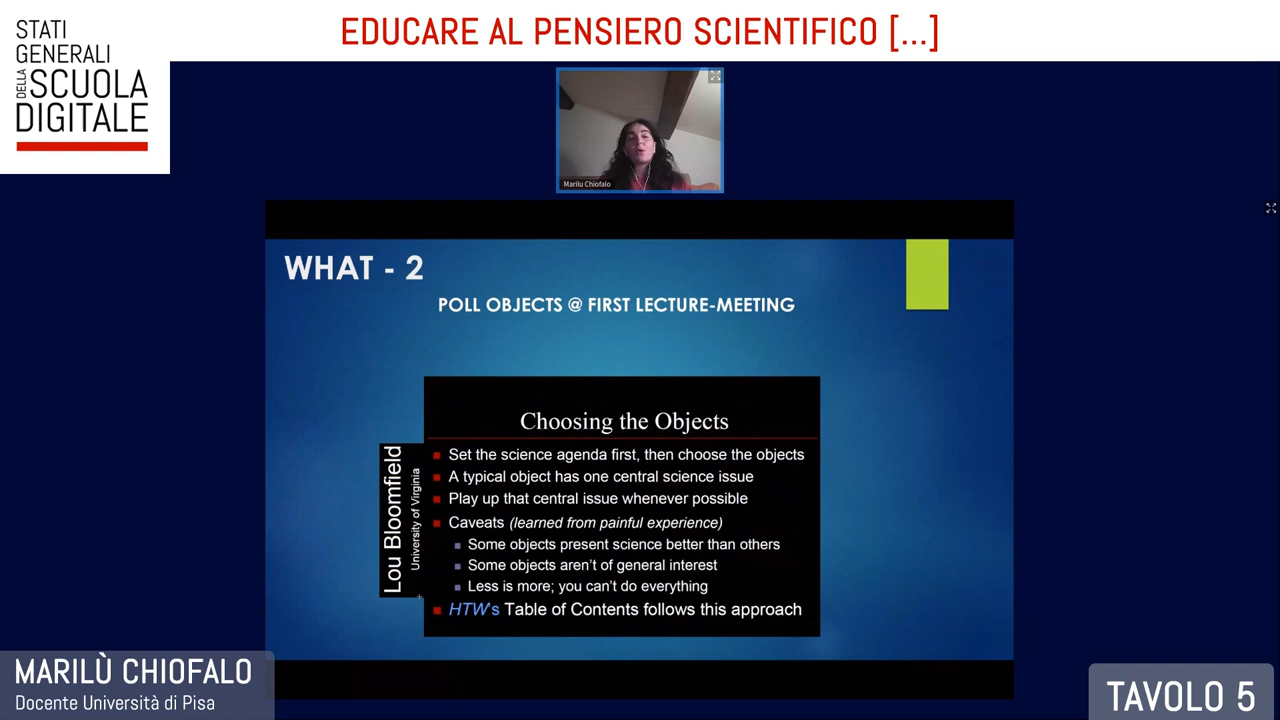 STATI
GENERALI
DELLA SCUOLA
DIGITALE
EDUCARE AL PENSIERO SCIENTIFICO [...]
Marilu Chiofalo
WHAT - 2
POLL OBJECTS @ FIRST LECTURE-MEETING
Choosing the Objects
Set the science agenda first, then choose the objects
A typical object has one central science issue
Play up that central issue whenever possible
Caveats (learned from painful experience)
Some objects present science better than others
Some objects aren't of general interest
Less is more; you can't do everything
HTW's Table of Contents follows this approach
Lou Bloomfield
University of Virginia
MARILÙ CHIOFALO
Docente Università di Pisa
TAVOLO 5